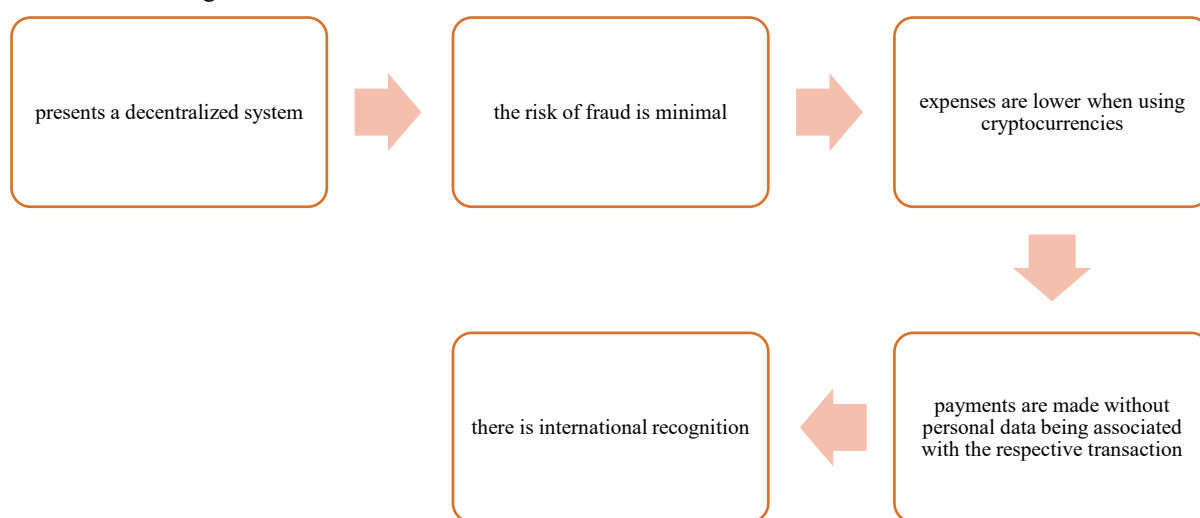 presents a decentralized system
the risk of fraud is minimal
expenses are lower when using
cryptocurrencies
payments are made without
personal data being associated
with the respective transaction
there is international recognition